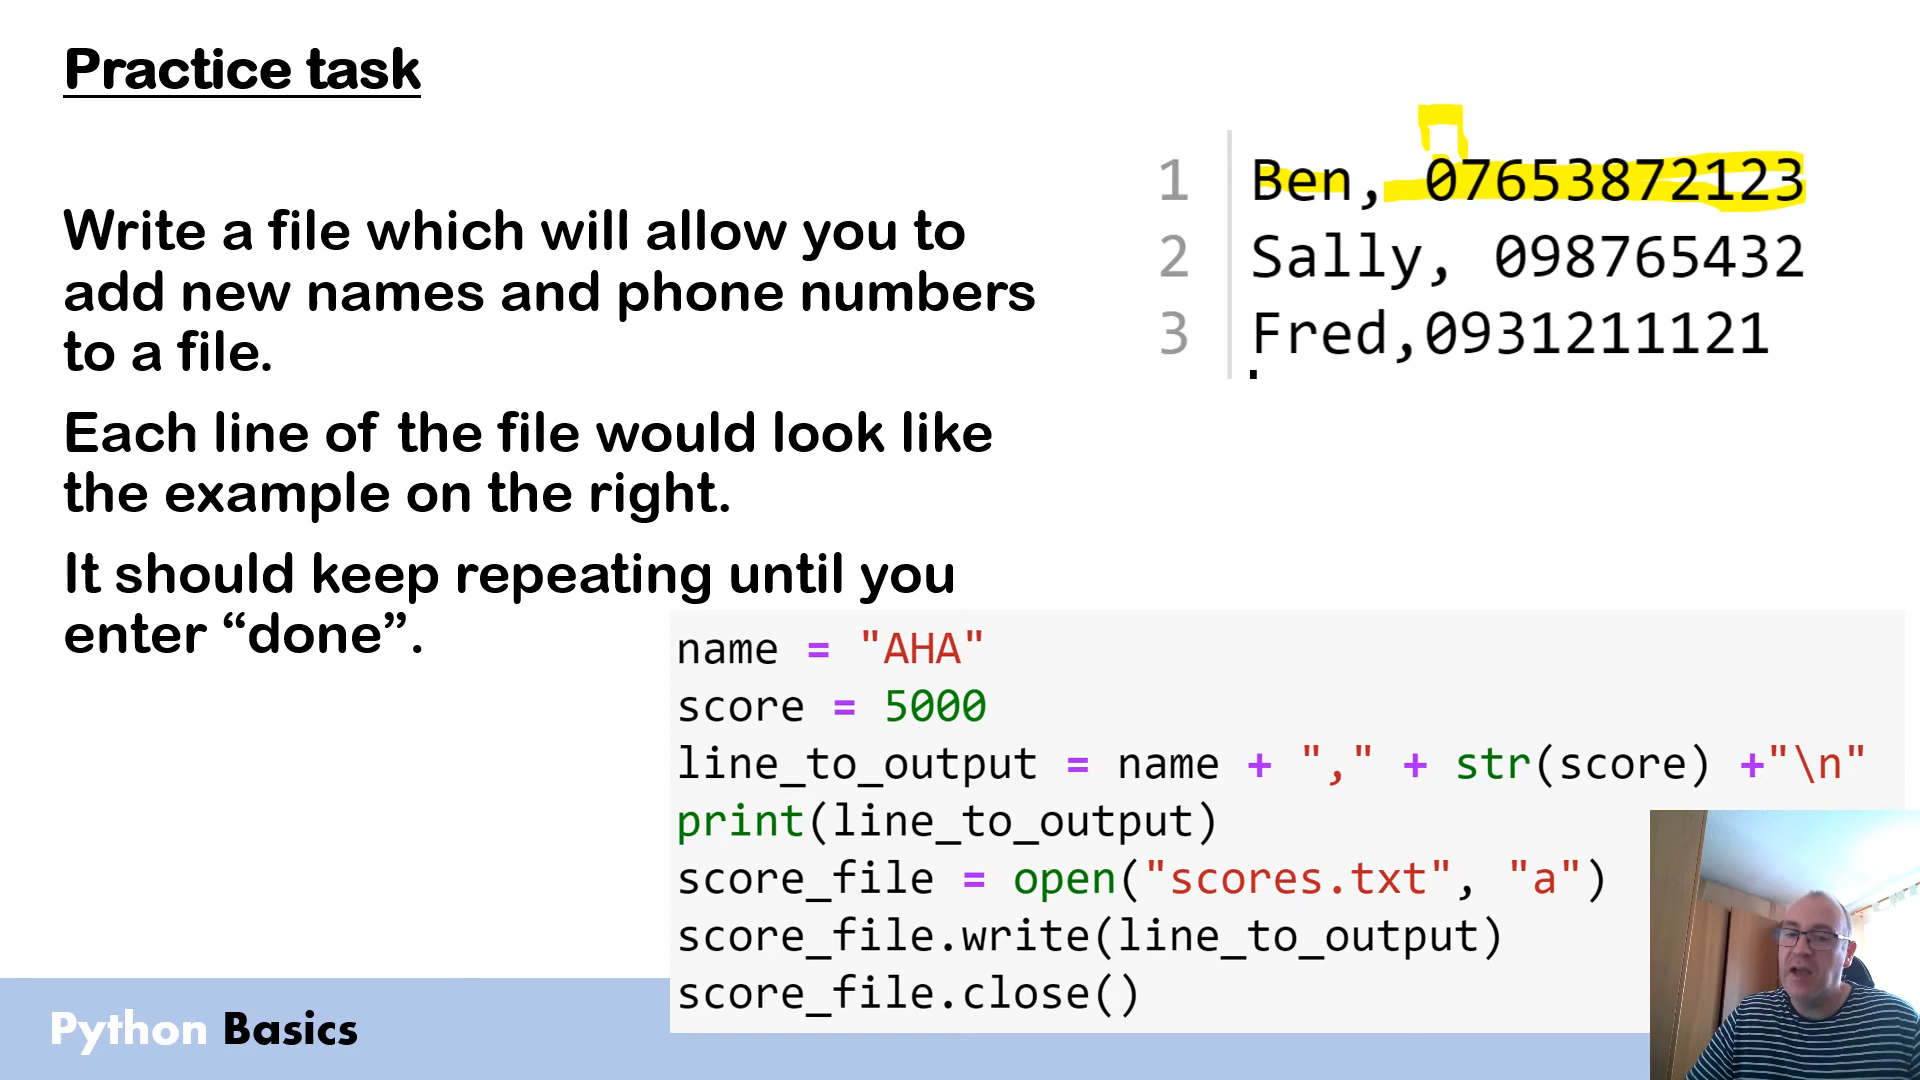 Practice task
Write a file which will allow you to
add new names and phone numbers
to a file.
Each line of the file would look like
the example on the right.
It should keep repeating until you
enter “done”.
1 Ben, 07653872123
2 Sally, 098765432
3 Fred,0931211121
name = "AHA"
score = 5000
line_to_output = name + "," + str(score) +"\n"
print(line_to_output)
score_file = open("scores.txt", "a")
score_file.write(line_to_output)
score_file.close()
Python Basics